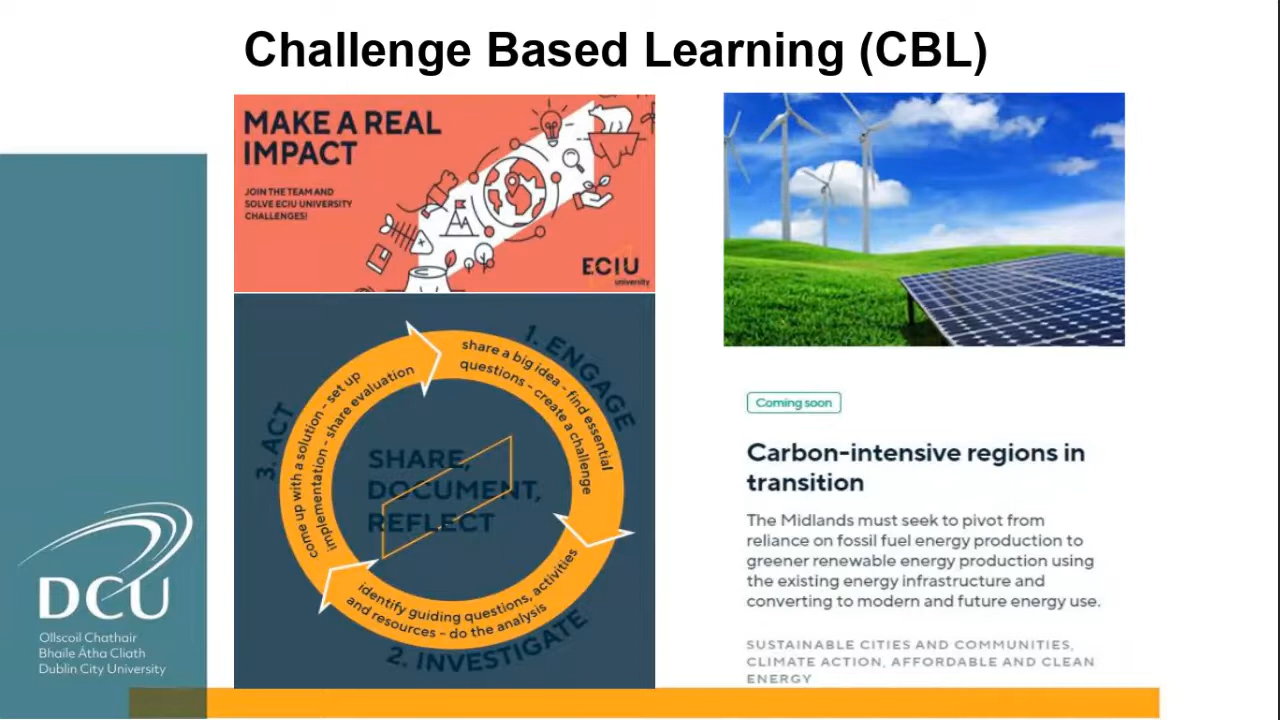 Challenge Based Learning (CBL)
MAKE A REAL
IMPACT
JOIN THE TEAM AND
SOLVE ECIU UNIVERSITY
CHALLENGES!
ECIU
university
1. ENGAGE
share a big idea - find essential
questions - create a challenge
2. INVESTIGATE
identify guiding questions, activities
and resources - do the analysis
3. ACT
come up with a solution - set up
implementation - share evaluation
SHARE,
DOCUMENT,
REFLECT
Coming soon
Carbon-intensive regions in
transition
The Midlands must seek to pivot from
reliance on fossil fuel energy production to
greener renewable energy production using
the existing energy infrastructure and
converting to modern and future energy use.
SUSTAINABLE CITIES AND COMMUNITIES,
CLIMATE ACTION, AFFORDABLE AND CLEAN
ENERGY
DCU
Ollscoil Chathair
Bhaile Átha Cliath
Dublin City University